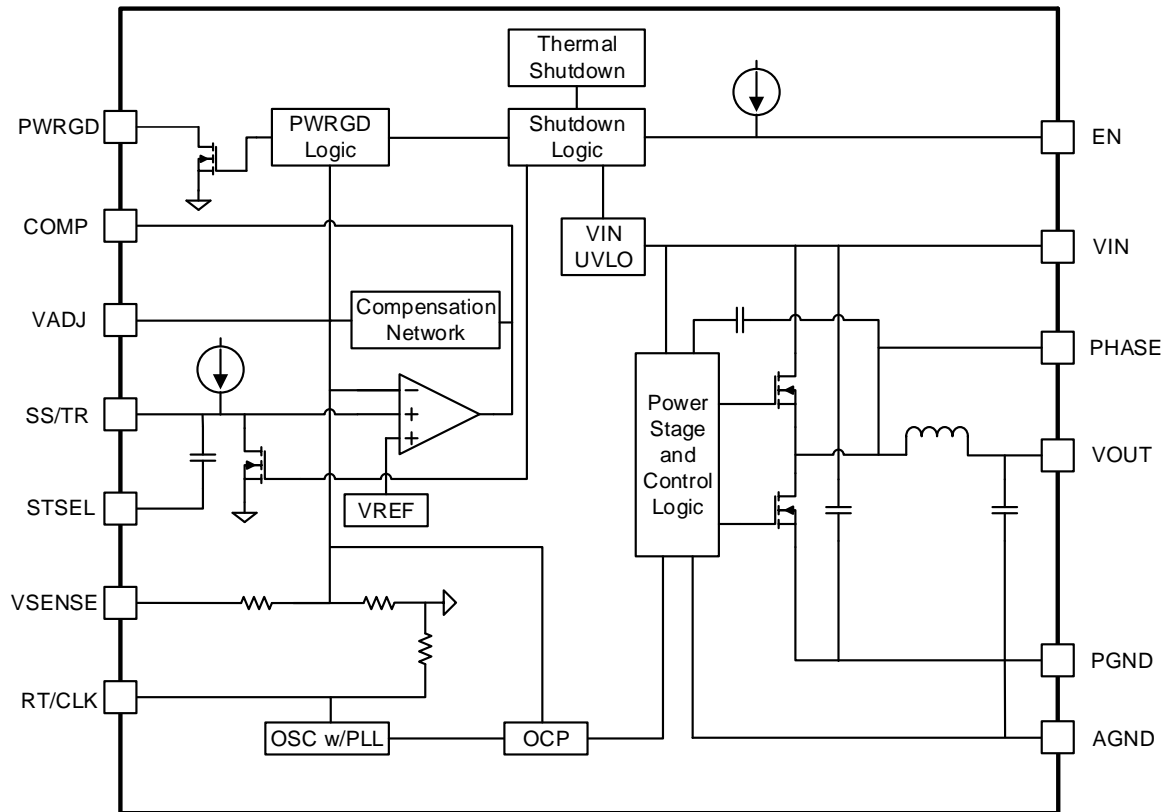 Thermal
Shutdown
PWRGD
PWRGD
Logic
Shutdown
Logic
EN
COMP
VIN
UVLO
VIN
VADJ
Compensation
Network
PHASE
SS/TR
−
+
+
Power
Stage
and
Control
Logic
VOUT
STSEL
VREF
VSENSE
PGND
RT/CLK
OSC w/PLL
OCP
AGND